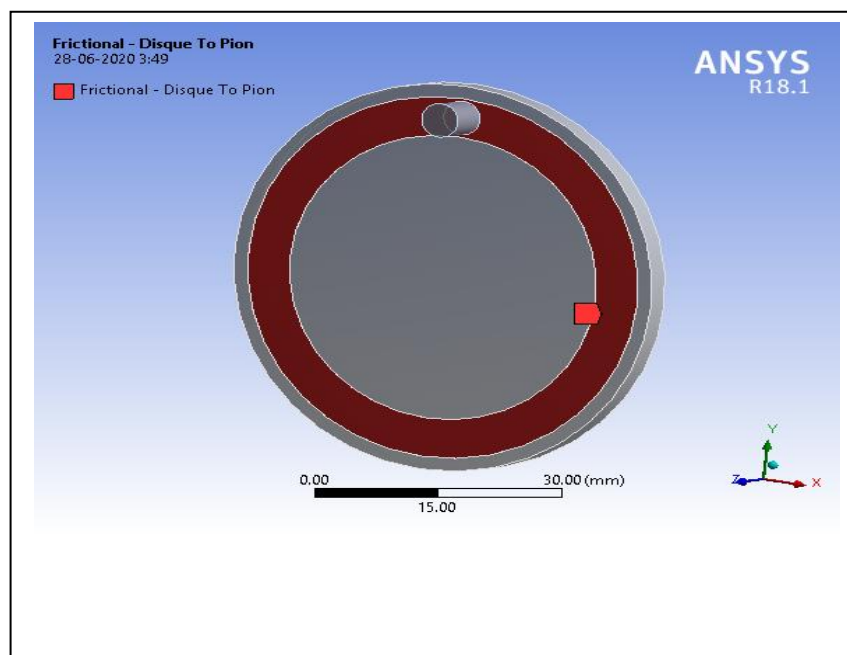 Frictional - Disque To Pion
28-06-2020 3:49
Frictional - Disque To Pion
ANSYS
R18.1
0.00
30.00 (mm)
15.00
Y
Z
X